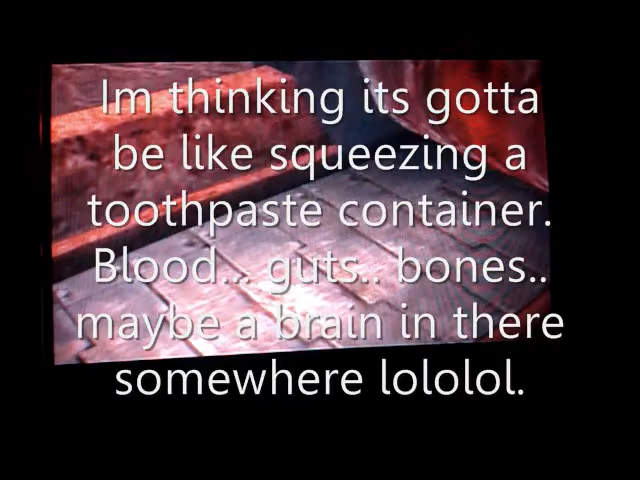 Im thinking its gotta
be like squeezing a
toothpaste container.
Blood... guts.. bones..
maybe a brain in there
somewhere lololol.